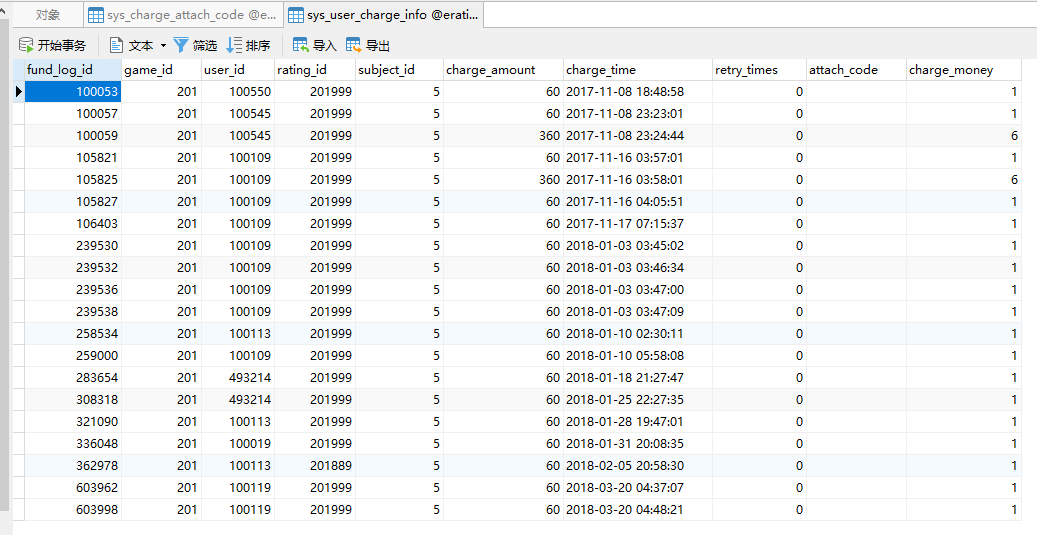 对象 sys_charge_attach_code @e... sys_user_charge_info @erati...
开始事务 文本 筛选 排序 导入 导出
fund_log_id game_id user_id rating_id subject_id charge_amount charge_time retry_times attach_code charge_money
100053 201 100550 201999 5 60 2017-11-08 18:48:58 0 1
100057 201 100545 201999 5 60 2017-11-08 23:23:01 0 1
100059 201 100545 201999 5 360 2017-11-08 23:24:44 0 6
105821 201 100109 201999 5 60 2017-11-16 03:57:01 0 1
105825 201 100109 201999 5 360 2017-11-16 03:58:01 0 6
105827 201 100109 201999 5 60 2017-11-16 04:05:51 0 1
106403 201 100109 201999 5 60 2017-11-17 07:15:37 0 1
239530 201 100109 201999 5 60 2018-01-03 03:45:02 0 1
239532 201 100109 201999 5 60 2018-01-03 03:46:34 0 1
239536 201 100109 201999 5 60 2018-01-03 03:47:00 0 1
239538 201 100109 201999 5 60 2018-01-03 03:47:09 0 1
258534 201 100113 201999 5 60 2018-01-10 02:30:11 0 1
259000 201 100109 201999 5 60 2018-01-10 05:58:08 0 1
283654 201 493214 201999 5 60 2018-01-18 21:27:47 0 1
308318 201 493214 201999 5 60 2018-01-25 22:27:35 0 1
321090 201 100113 201999 5 60 2018-01-28 19:47:01 0 1
336048 201 100019 201999 5 60 2018-01-31 20:08:35 0 1
362978 201 100113 201889 5 60 2018-02-05 20:58:30 0 1
603962 201 100119 201999 5 60 2018-03-20 04:37:07 0 1
603998 201 100119 201999 5 60 2018-03-20 04:48:21 0 1